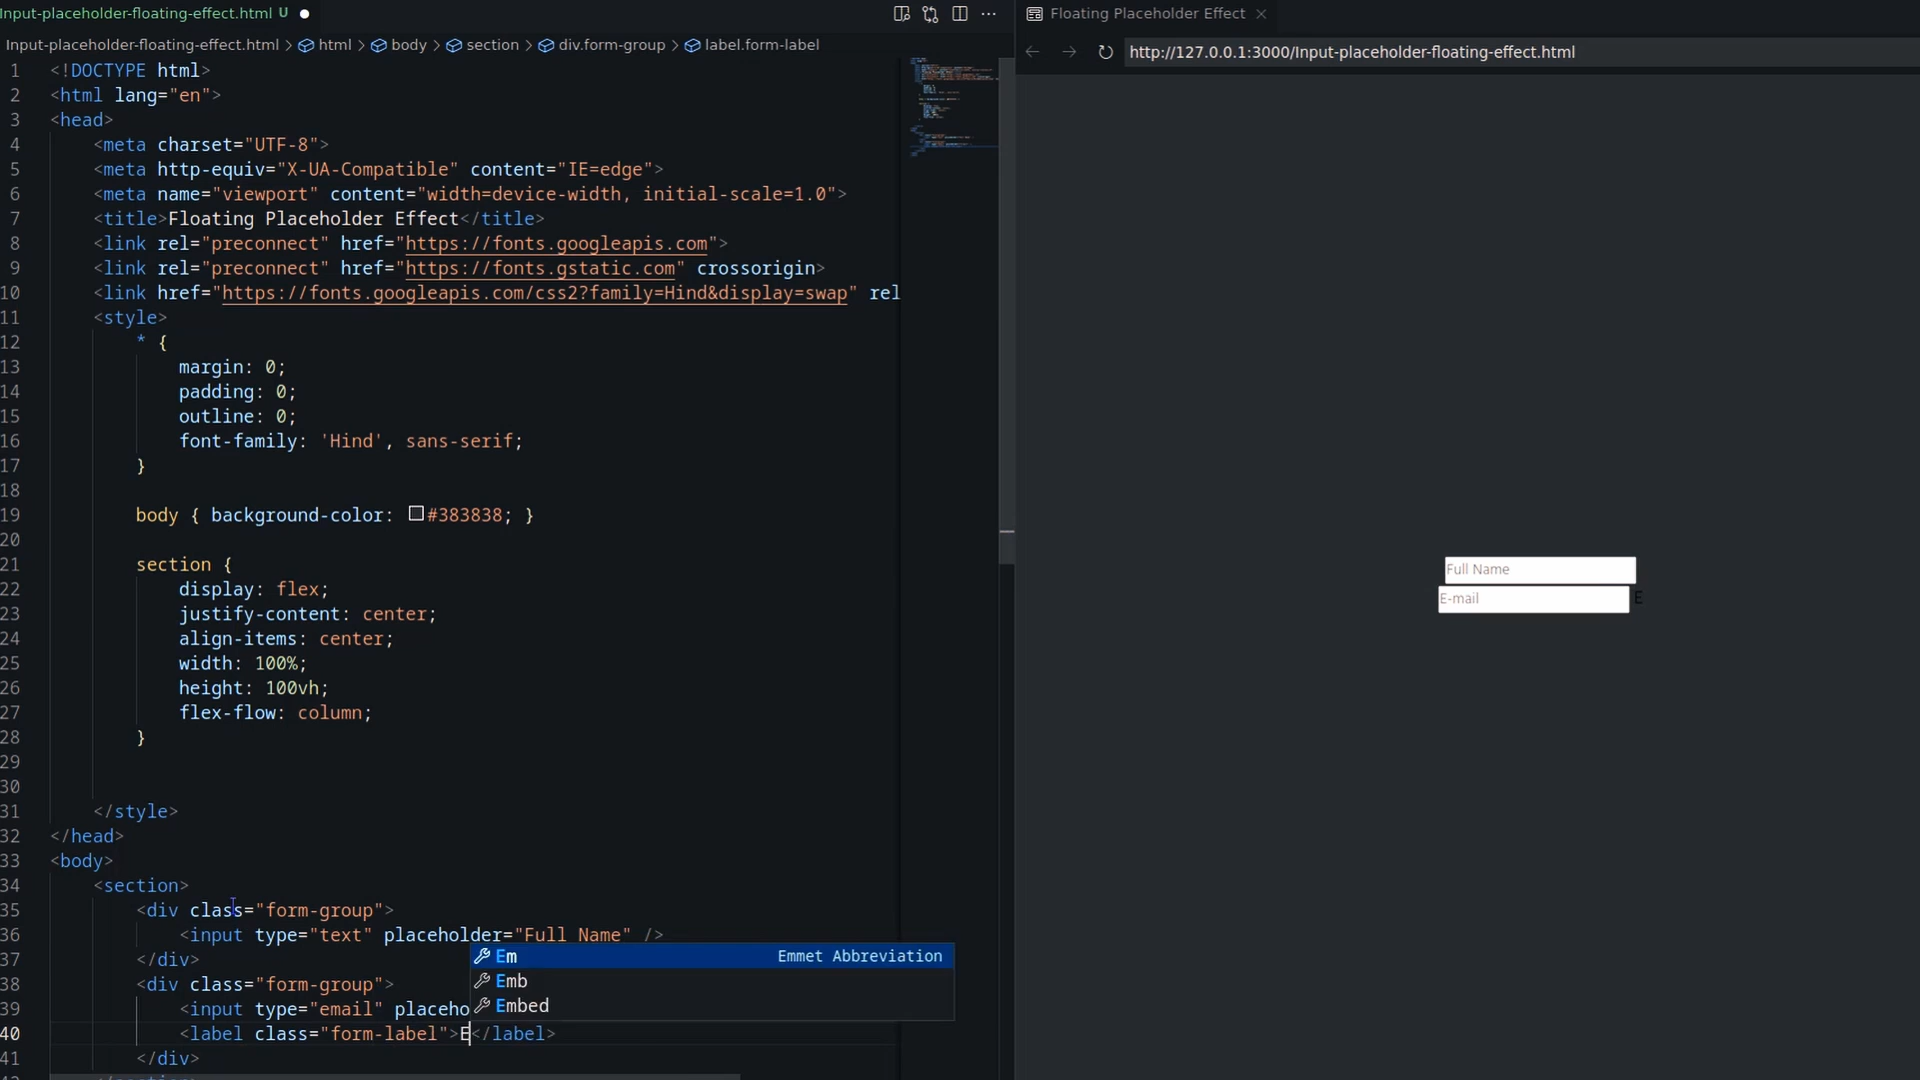 Input-placeholder-floating-effect.html U
Input-placeholder-floating-effect.html > html > body > section > div.form-group > label.form-label
1 <!DOCTYPE html>
2 <html lang="en">
3 <head>
4 <meta charset="UTF-8">
5 <meta http-equiv="X-UA-Compatible" content="IE=edge">
6 <meta name="viewport" content="width=device-width, initial-scale=1.0">
7 <title>Floating Placeholder Effect</title>
8 <link rel="preconnect" href="https://fonts.googleapis.com">
9 <link rel="preconnect" href="https://fonts.gstatic.com" crossorigin>
10 <link href="https://fonts.googleapis.com/css2?family=Hind&display=swap" rel
11 <style>
12 * {
13 margin: 0;
14 padding: 0;
15 outline: 0;
16 font-family: 'Hind', sans-serif;
17 }
18
19 body { background-color: #383838; }
20
21 section {
22 display: flex;
23 justify-content: center;
24 align-items: center;
25 width: 100%;
26 height: 100vh;
27 flex-flow: column;
28 }
29
30
31 </style>
32 </head>
33 <body>
34 <section>
35 <div class="form-group">
36 <input type="text" placeholder="Full Name" />
37 </div>
38 <div class="form-group">
39 <input type="email" placeho
40 <label class="form-label">E</label>
41 </div>
Em Emmet Abbreviation
Emb
Embed
Floating Placeholder Effect
http://127.0.0.1:3000/Input-placeholder-floating-effect.html
Full Name
E-mail E